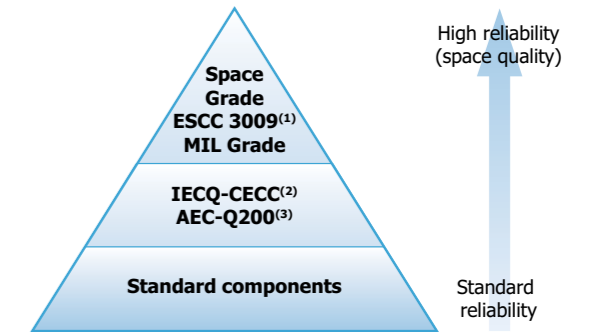 Space
Grade
ESCC 3009(1)
MIL Grade
IECQ-CECC(2)
AEC-Q200(3)
Standard components
High reliability
(space quality)
Standard
reliability